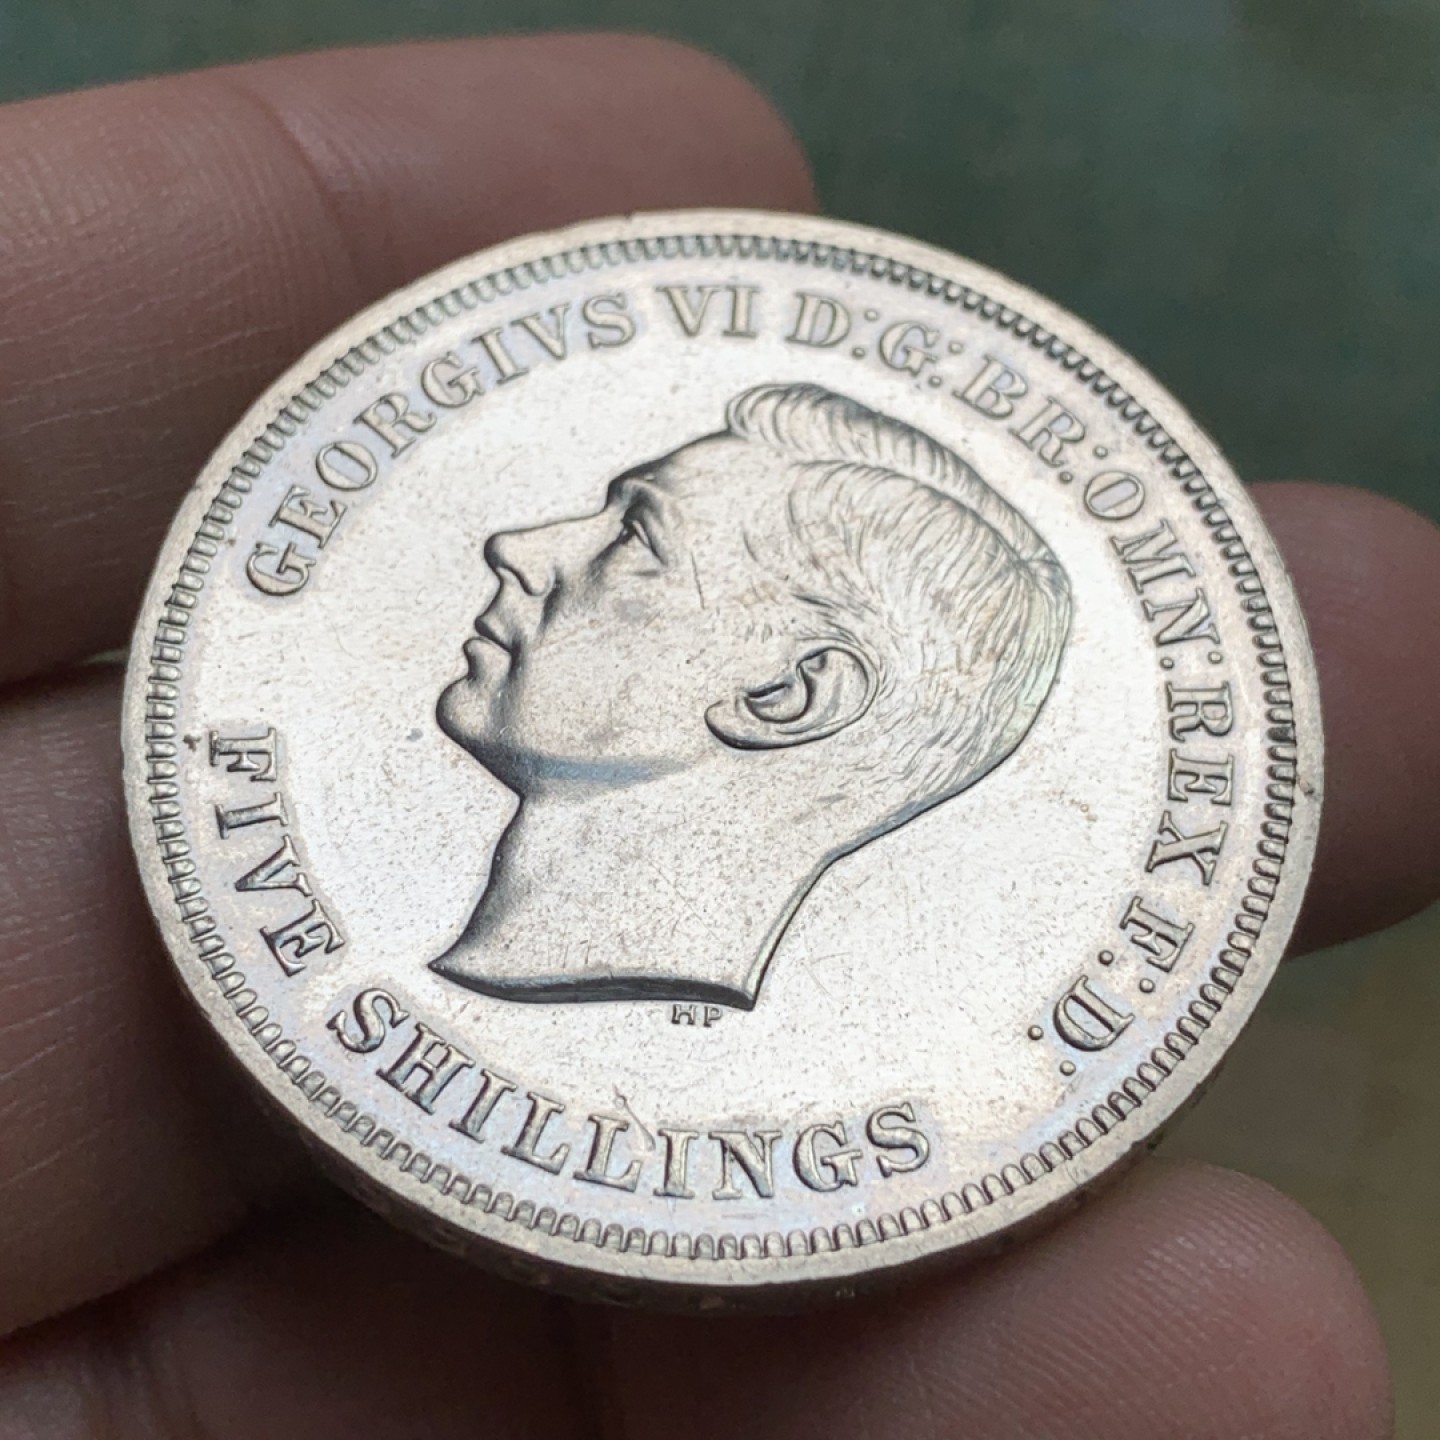 GEORGIVS VI D:G:BR:OMN:REX F:D:
FIVE SHILLINGS
HP